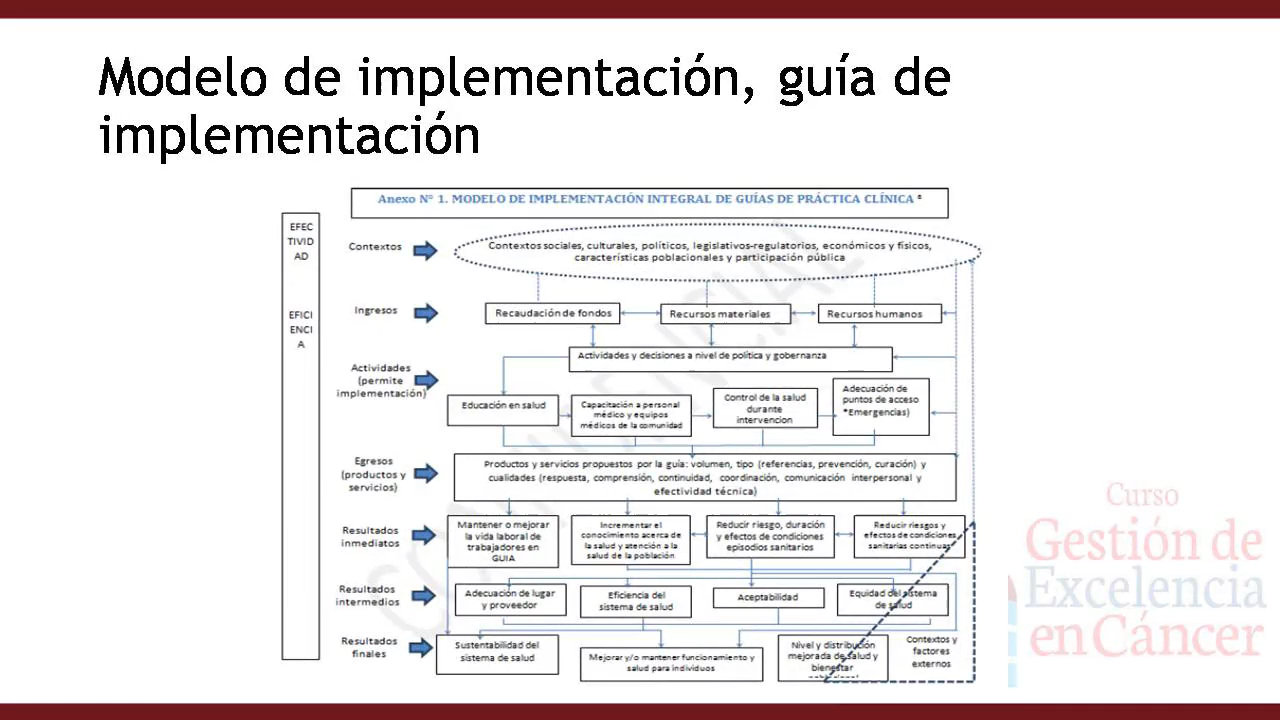 Modelo de implementación, guía de
implementación
Anexo N° 1. MODELO DE IMPLEMENTACIÓN INTEGRAL DE GUÍAS DE PRÁCTICA CLÍNICA
EFEC
TIVID
AD
EFICI
ENCI
A
Contextos
Contextos sociales, culturales, políticos, legislativos-regulatorios, económicos y físicos,
características poblacionales y participación pública
Ingresos
Recaudación de fondos
Recursos materiales
Recursos humanos
Actividades y decisiones a nivel de política y gobernanza
Actividades
(permite
implementación)
Educación en salud
Capacitación a personal
médico y equipos
médicos de la comunidad
Control de la salud
durante
intervencion
Adecuación de
puntos de acceso
*Emergencias)
Egresos
(productos y
servicios)
Productos y servicios propuestos por la guía: volumen, tipo (referencias, prevención, curación) y
cualidades (respuesta, comprensión, continuidad, coordinación, comunicación interpersonal y
efectividad técnica)
Resultados
inmediatos
Mantener o mejorar
la vida laboral de
trabajadores en
GUIA
Incrementar el
conocimiento acerca de
la salud y atención a la
salud de la población
Reducir riesgo, duración
y efectos de condiciones
episodios sanitarios
Reducir riesgos y
efectos de condiciones
sanitarias continuas
Resultados
intermedios
Adecuación de lugar
y proveedor
Eficiencia del
sistema de salud
Aceptabilidad
Equidad del sistema
de salud
Resultados
finales
Sustentabilidad del
sistema de salud
Mejorar y/o mantener funcionamiento y
salud para individuos
Nivel y distribución
mejorada de salud y
bienestar
Contextos y
factores
externos
Curso
Gestión de
Excelencia
en Cáncer